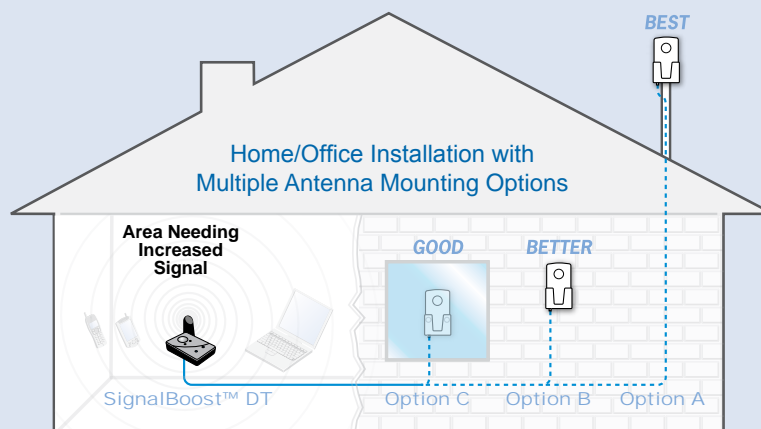 BEST
Home/Office Installation with
Multiple Antenna Mounting Options
Area Needing
Increased
Signal
GOOD
BETTER
SignalBoost™ DT
Option C
Option B
Option A